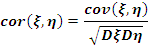 cor(ξ, η) = cov(ξ, η) / √DξDη